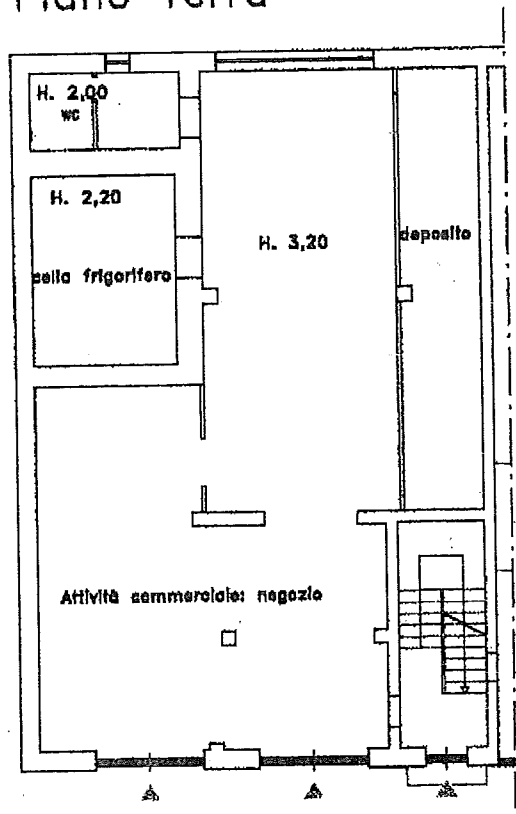 Piano Terra
H. 2,00
WC
H. 2,20
H. 3,20
deposito
cella frigorifero
Attività commerciale: negozio